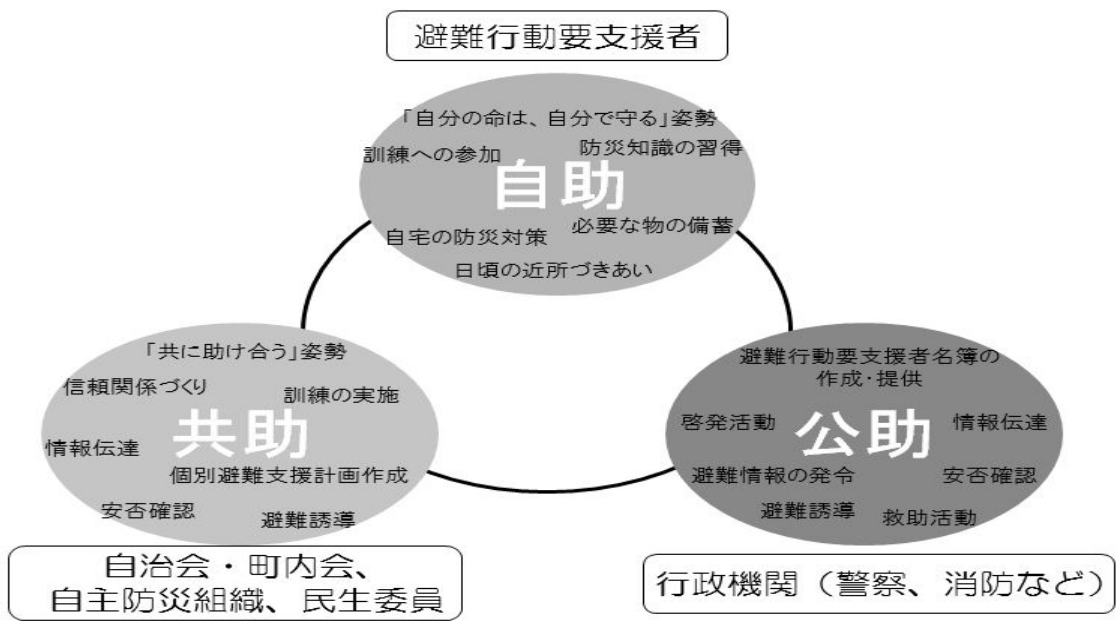 避難行動要支援者
「自分の命は、自分で守る」姿勢
訓練への参加
防災知識の習得
自助
自宅の防災対策
必要な物の備蓄
日頃の近所づきあい
「共に助け合う」姿勢
信頼関係づくり
訓練の実施
共助
情報伝達
個別避難支援計画作成
安否確認
避難誘導
自治会・町内会、
自主防災組織、民生委員
避難行動要支援者名簿の
作成・提供
啓発活動
公助
情報伝達
避難情報の発令
安否確認
避難誘導
救助活動
行政機関（警察、消防など）